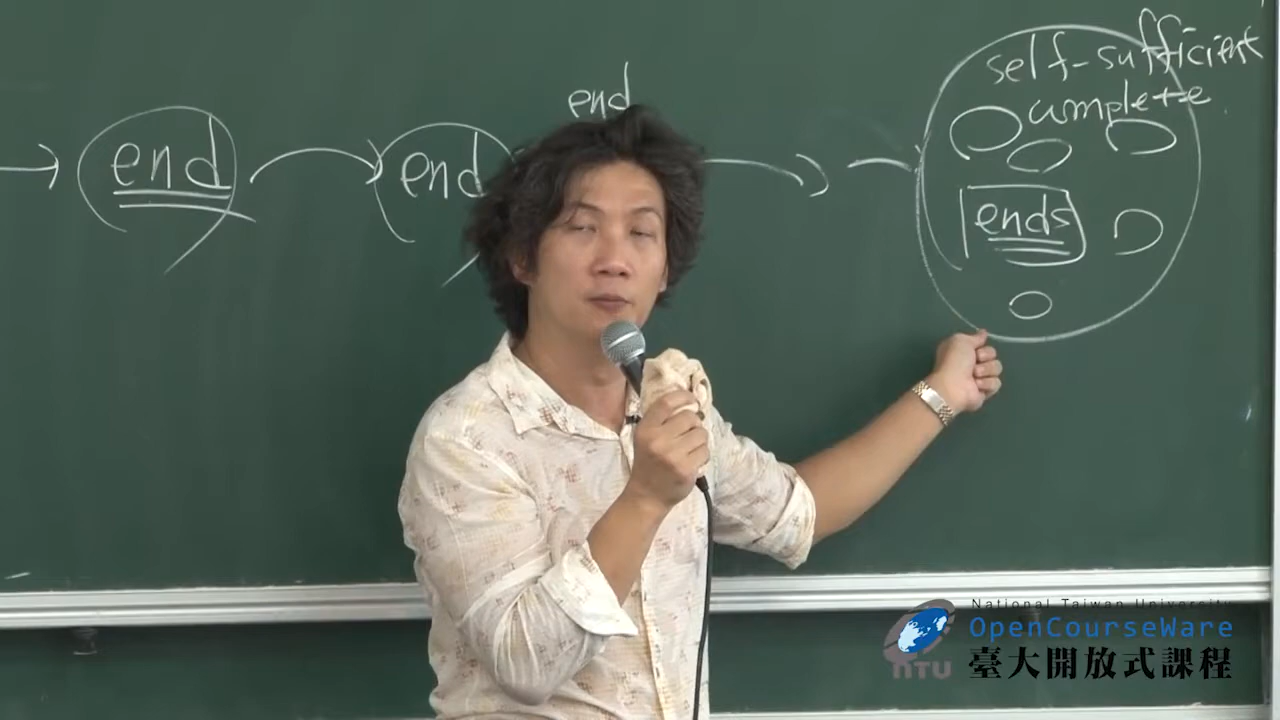 self-sufficient
complete
end
end
end
ends
National Taiwan University
OpenCourseWare
NTU
臺大開放式課程